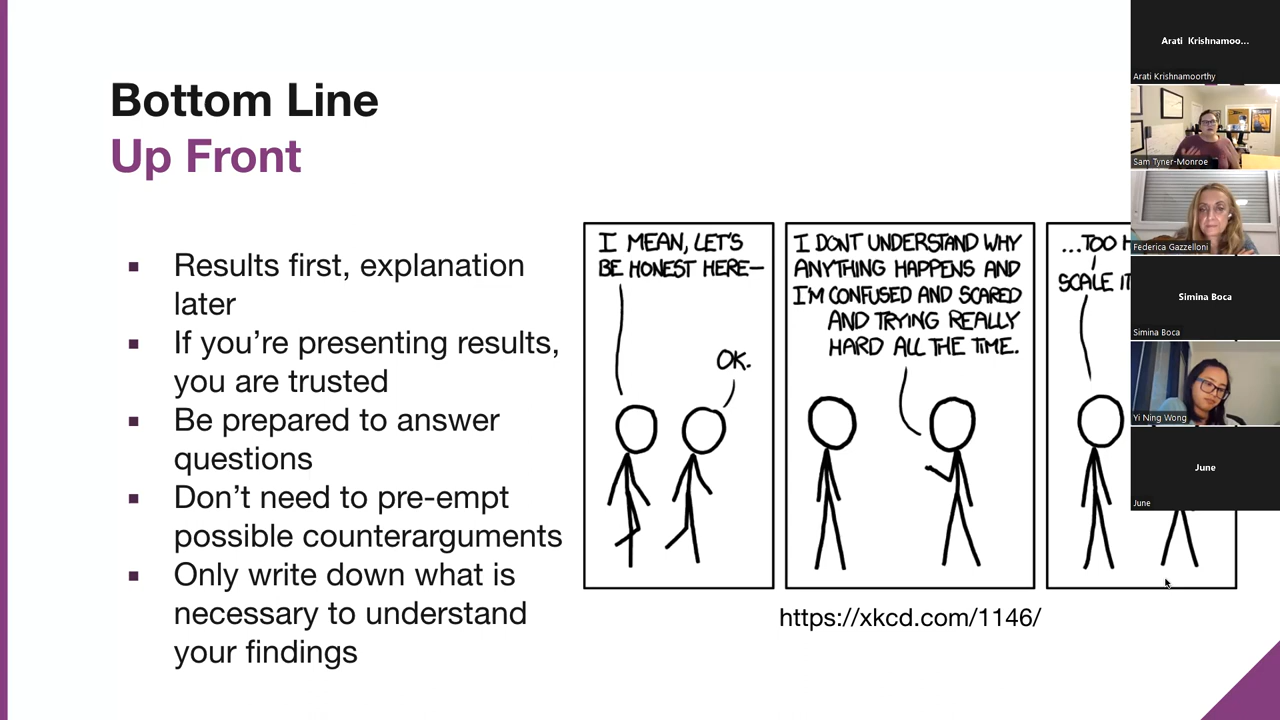 Bottom Line
Up Front
▪ Results first, explanation
later
▪ If you’re presenting results,
you are trusted
▪ Be prepared to answer
questions
▪ Don’t need to pre-empt
possible counterarguments
▪ Only write down what is
necessary to understand
your findings
I MEAN, LET'S
BE HONEST HERE—
OK.
I DON'T UNDERSTAND WHY
ANYTHING HAPPENS AND
I'M CONFUSED AND SCARED
AND TRYING REALLY
HARD ALL THE TIME.
...TOO
SCALE IT
https://xkcd.com/1146/
Arati Krishnamoo...
Arati Krishnamoorthy
Sam Tyner-Monroe
Federica Gazzelloni
Simina Boca
Simina Boca
Yi Ning Wong
June
June